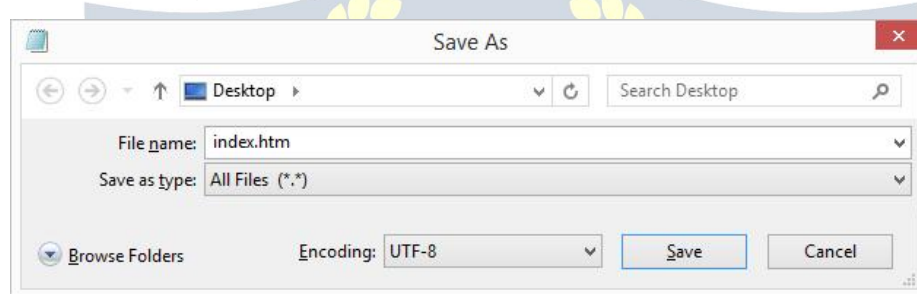 Save As
Desktop
Search Desktop
File name: index.htm
Save as type: All Files (*.*)
Browse Folders Encoding: UTF-8 Save Cancel